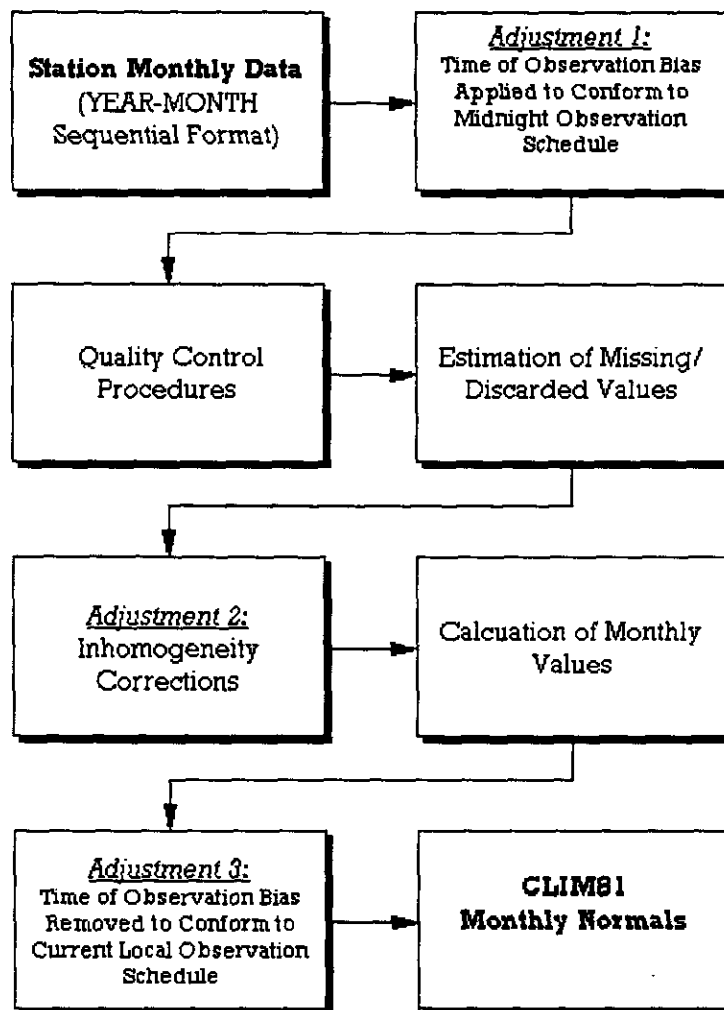 Station Monthly Data
(YEAR-MONTH
Sequential Format)
Adjustment 1:
Time of Observation Bias
Applied to Conform to
Midnight Observation
Schedule
Quality Control
Procedures
Estimation of Missing/
Discarded Values
Adjustment 2:
Inhomogeneity
Corrections
Calcuation of Monthly
Values
Adjustment 3:
Time of Observation Bias
Removed to Conform to
Current Local Observation
Schedule
CLIM81
Monthly Normals